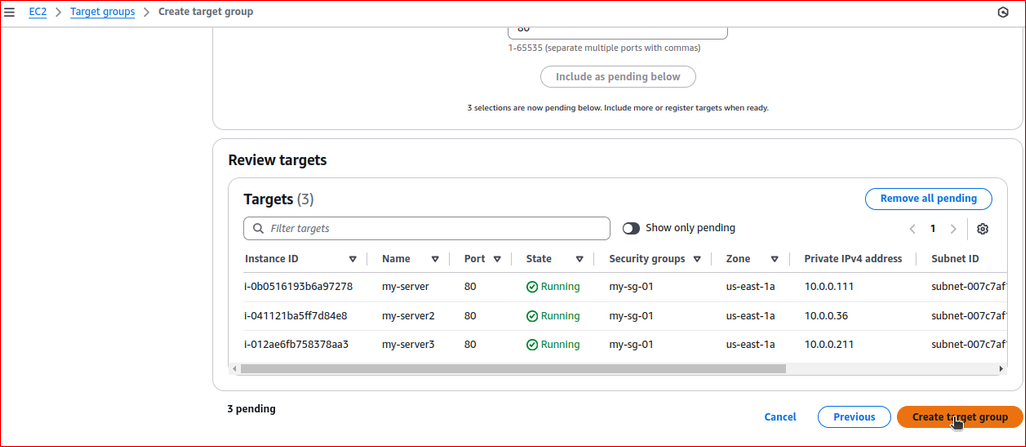 EC2 > Target groups > Create target group
80
1-65535 (separate multiple ports with commas)
Include as pending below
3 selections are now pending below. Include more or register targets when ready.
Review targets
Targets (3)
Remove all pending
Filter targets
Show only pending
1
Instance ID Name Port State Security groups Zone Private IPv4 address Subnet ID
i-0b0516193b6a97278 my-server 80 Running my-sg-01 us-east-1a 10.0.0.111 subnet-007c7af
i-041121ba5ff7d84e8 my-server2 80 Running my-sg-01 us-east-1a 10.0.0.36 subnet-007c7af
i-012ae6fb758378aa3 my-server3 80 Running my-sg-01 us-east-1a 10.0.0.211 subnet-007c7af
3 pending
Cancel
Previous
Create target group